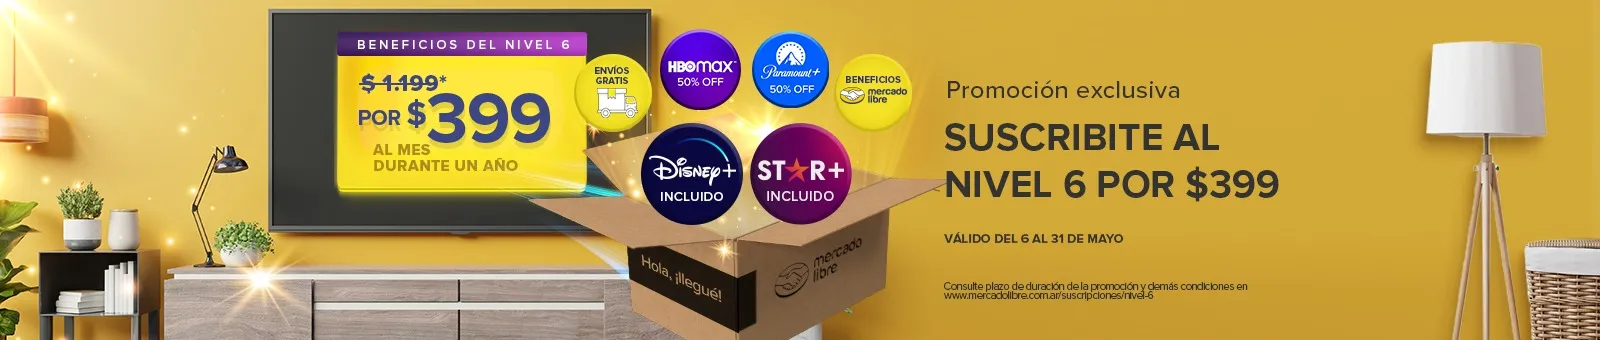 BENEFICIOS DEL NIVEL 6
$ 1.199*
POR $399
AL MES
DURANTE UN AÑO
ENVÍOS
GRATIS
HBOmax
50% OFF
Paramount+
50% OFF
BENEFICIOS
mercado
libre
Disney+
INCLUIDO
STAR+
INCLUIDO
Hola, ¡llegué!
mercado
libre
Promoción exclusiva
SUSCRIBITE AL
NIVEL 6 POR $399
VÁLIDO DEL 6 AL 31 DE MAYO
Consulte plazo de duración de la promoción y demás condiciones en
www.mercadolibre.com.ar/suscripciones/nivel-6